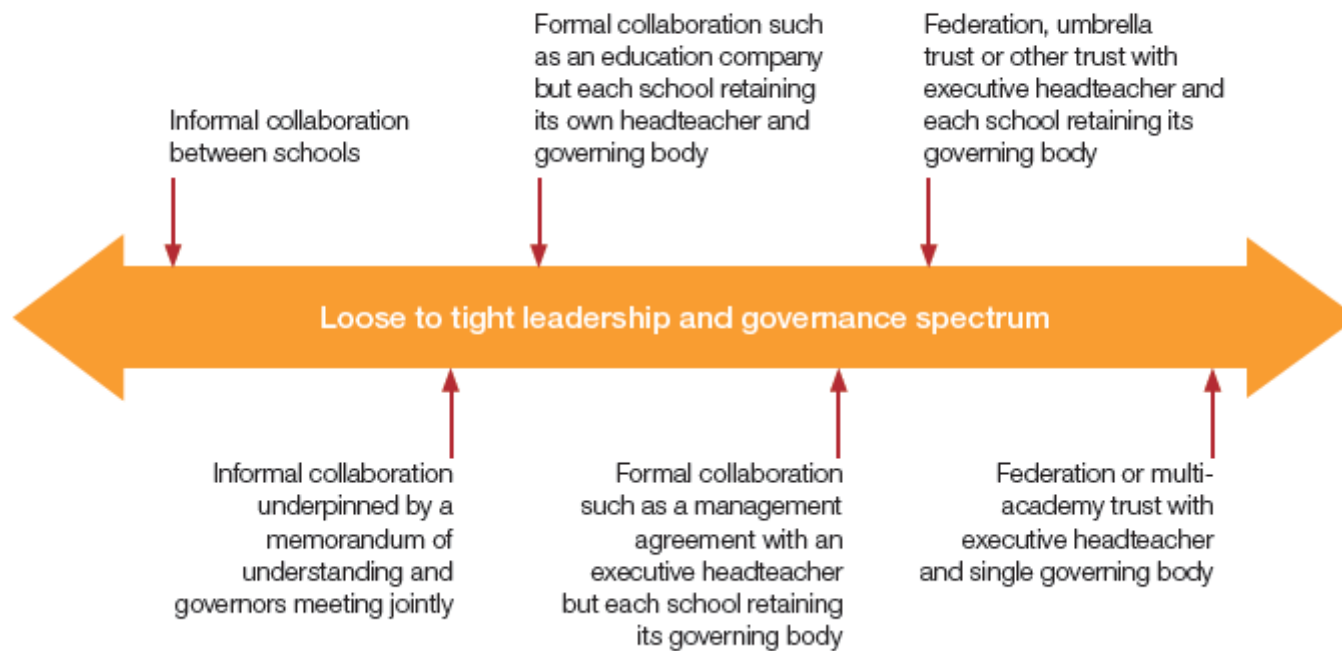 Informal collaboration
between schools
Formal collaboration such
as an education company
but each school retaining
its own headteacher and
governing body
Federation, umbrella
trust or other trust with
executive headteacher and
each school retaining its
governing body
Loose to tight leadership and governance spectrum
Informal collaboration
underpinned by a
memorandum of
understanding and
governors meeting jointly
Formal collaboration
such as a management
agreement with an
executive headteacher
but each school retaining
its governing body
Federation or multi-
academy trust with
executive headteacher
and single governing body